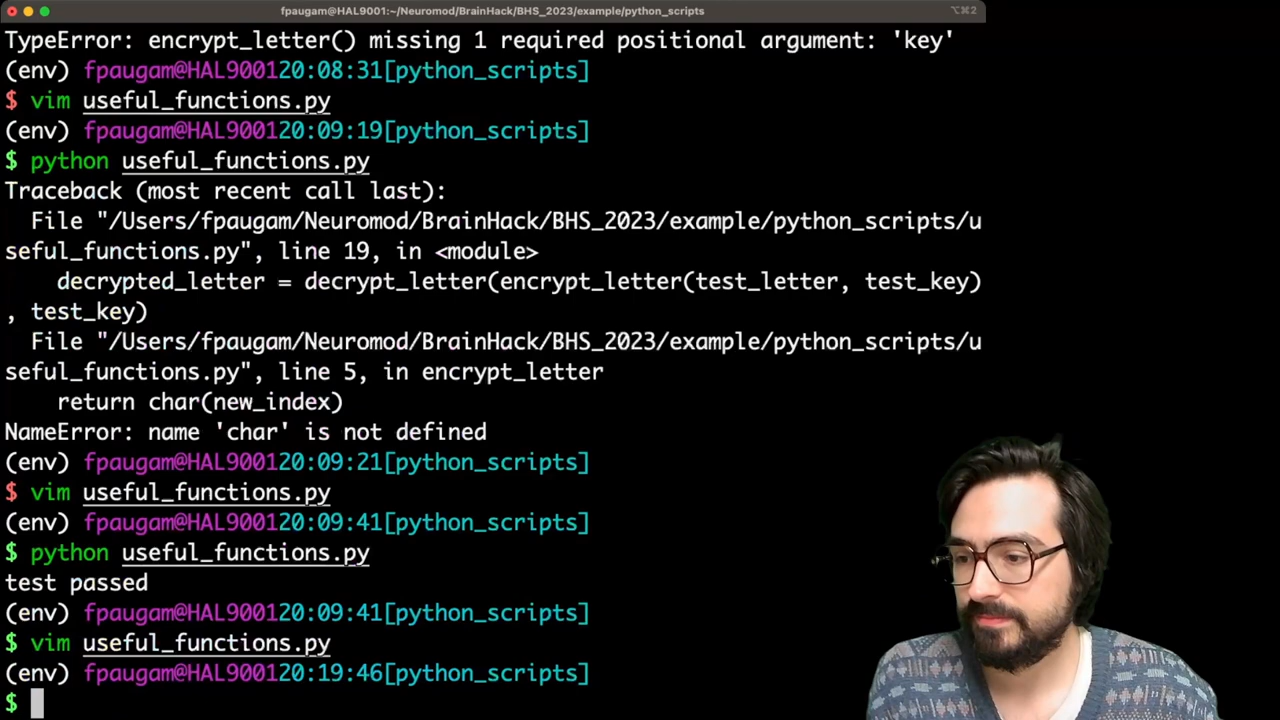 fpaugam@HAL9001:~/Neuromod/BrainHack/BHS_2023/example/python_scripts
⌥⌘2
TypeError: encrypt_letter() missing 1 required positional argument: 'key'
(env) fpaugam@HAL900120:08:31[python_scripts]
$ vim useful_functions.py
(env) fpaugam@HAL900120:09:19[python_scripts]
$ python useful_functions.py
Traceback (most recent call last):
  File "/Users/fpaugam/Neuromod/BrainHack/BHS_2023/example/python_scripts/u
seful_functions.py", line 19, in <module>
    decrypted_letter = decrypt_letter(encrypt_letter(test_letter, test_key)
, test_key)
  File "/Users/fpaugam/Neuromod/BrainHack/BHS_2023/example/python_scripts/u
seful_functions.py", line 5, in encrypt_letter
    return char(new_index)
NameError: name 'char' is not defined
(env) fpaugam@HAL900120:09:21[python_scripts]
$ vim useful_functions.py
(env) fpaugam@HAL900120:09:41[python_scripts]
$ python useful_functions.py
test passed
(env) fpaugam@HAL900120:09:41[python_scripts]
$ vim useful_functions.py
(env) fpaugam@HAL900120:19:46[python_scripts]
$